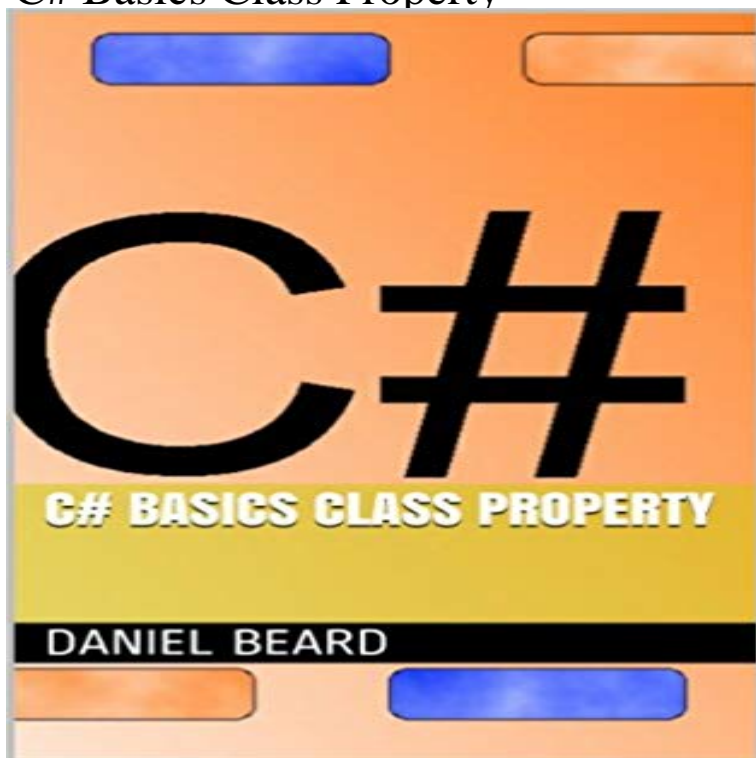 C# Basics Class Property
C#
C# BASICS CLASS PROPERTY
DANIEL BEARD